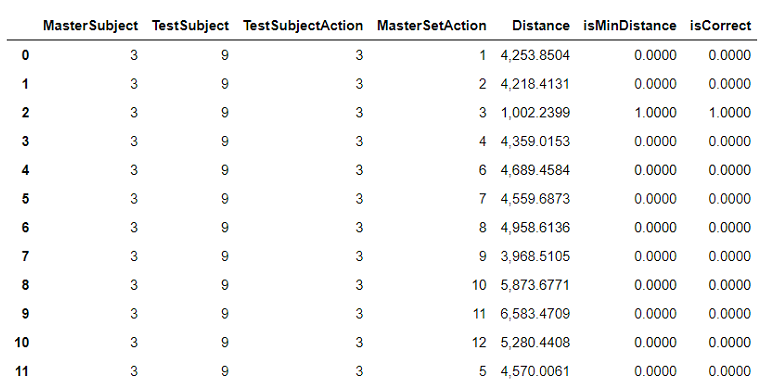 MasterSubject TestSubject TestSubjectAction MasterSetAction Distance isMinDistance isCorrect
0 3 9 3 1 4,253.8504 0.0000 0.0000
1 3 9 3 2 4,218.4131 0.0000 0.0000
2 3 9 3 3 1,002.2399 1.0000 1.0000
3 3 9 3 4 4,359.0153 0.0000 0.0000
4 3 9 3 6 4,689.4584 0.0000 0.0000
5 3 9 3 7 4,559.6873 0.0000 0.0000
6 3 9 3 8 4,958.6136 0.0000 0.0000
7 3 9 3 9 3,968.5105 0.0000 0.0000
8 3 9 3 10 5,873.6771 0.0000 0.0000
9 3 9 3 11 6,583.4709 0.0000 0.0000
10 3 9 3 12 5,280.4408 0.0000 0.0000
11 3 9 3 5 4,570.0061 0.0000 0.0000